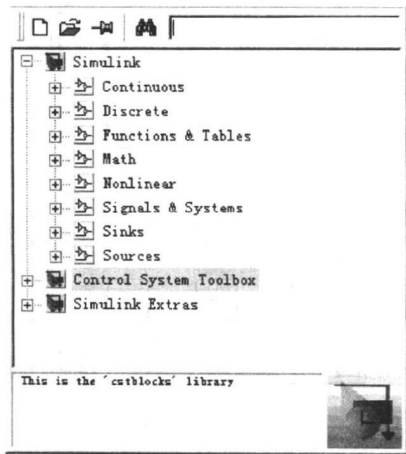 Simulink
Continuous
Discrete
Functions & Tables
Math
Nonlinear
Signals & Systems
Sinks
Sources
Control System Toolbox
Simulink Extras
This is the 'cstblocks' library